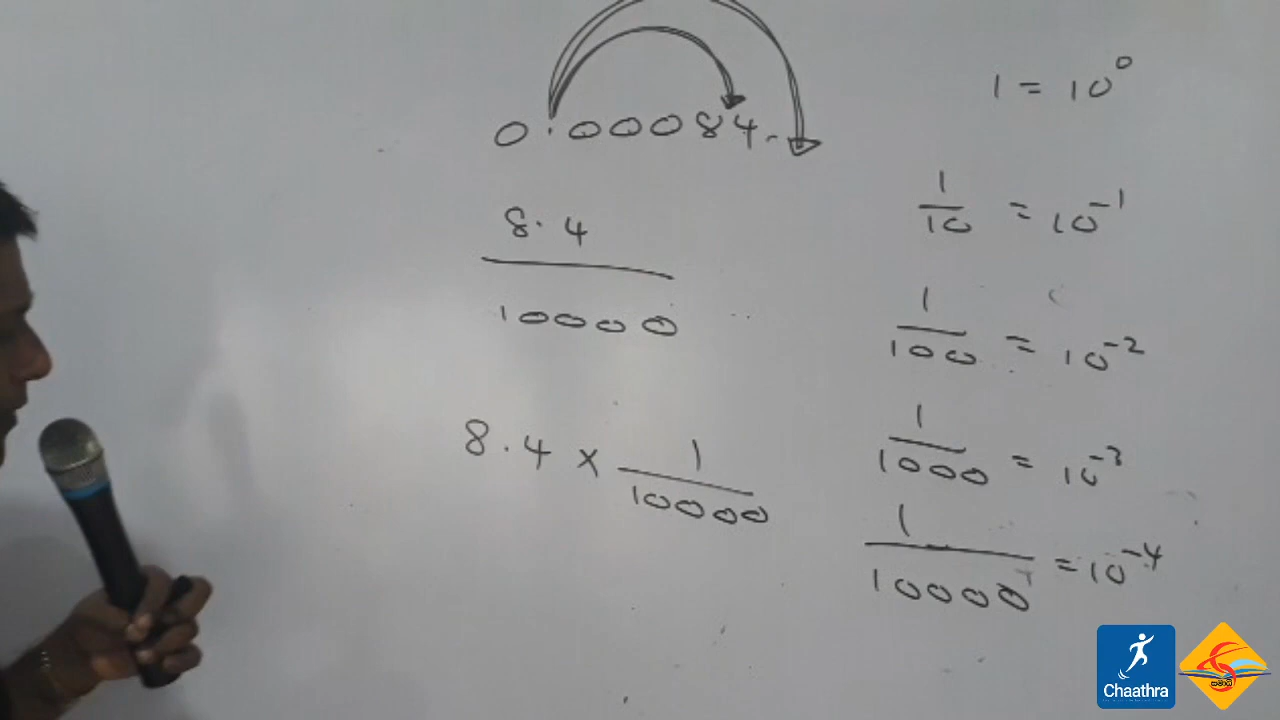 0.00084.
8.4
10000
8.4 × 1/10000
1 = 10⁰
1/10 = 10⁻¹
1/100 = 10⁻²
1/1000 = 10⁻³
1/10000 = 10⁻⁴
Chaathra